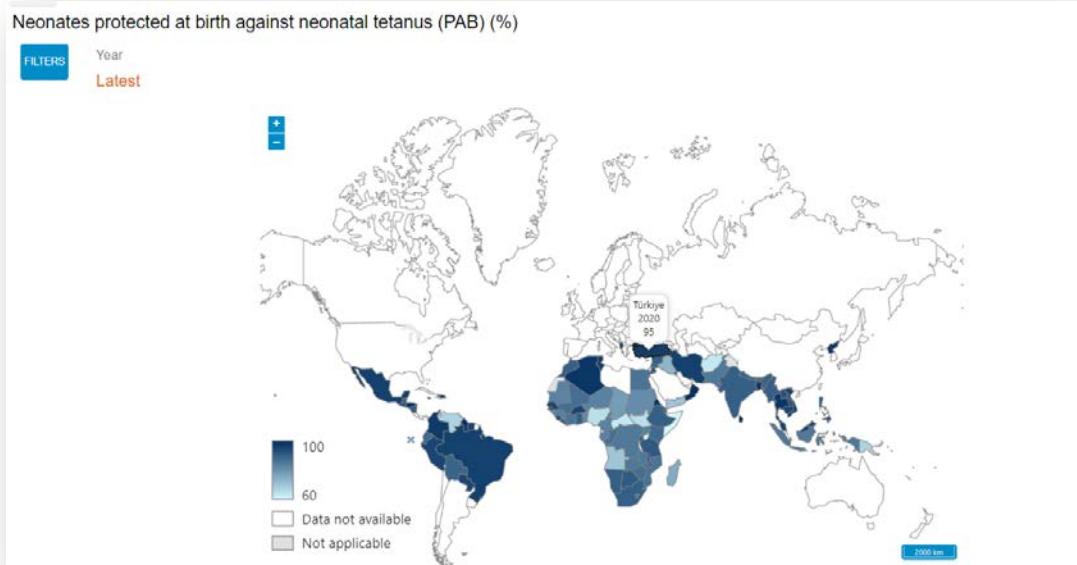 Neonates protected at birth against neonatal tetanus (PAB) (%)
FILTERS
Year
Latest
+
−
Türkiye
2020
95
100
60
Data not available
Not applicable
2000 km